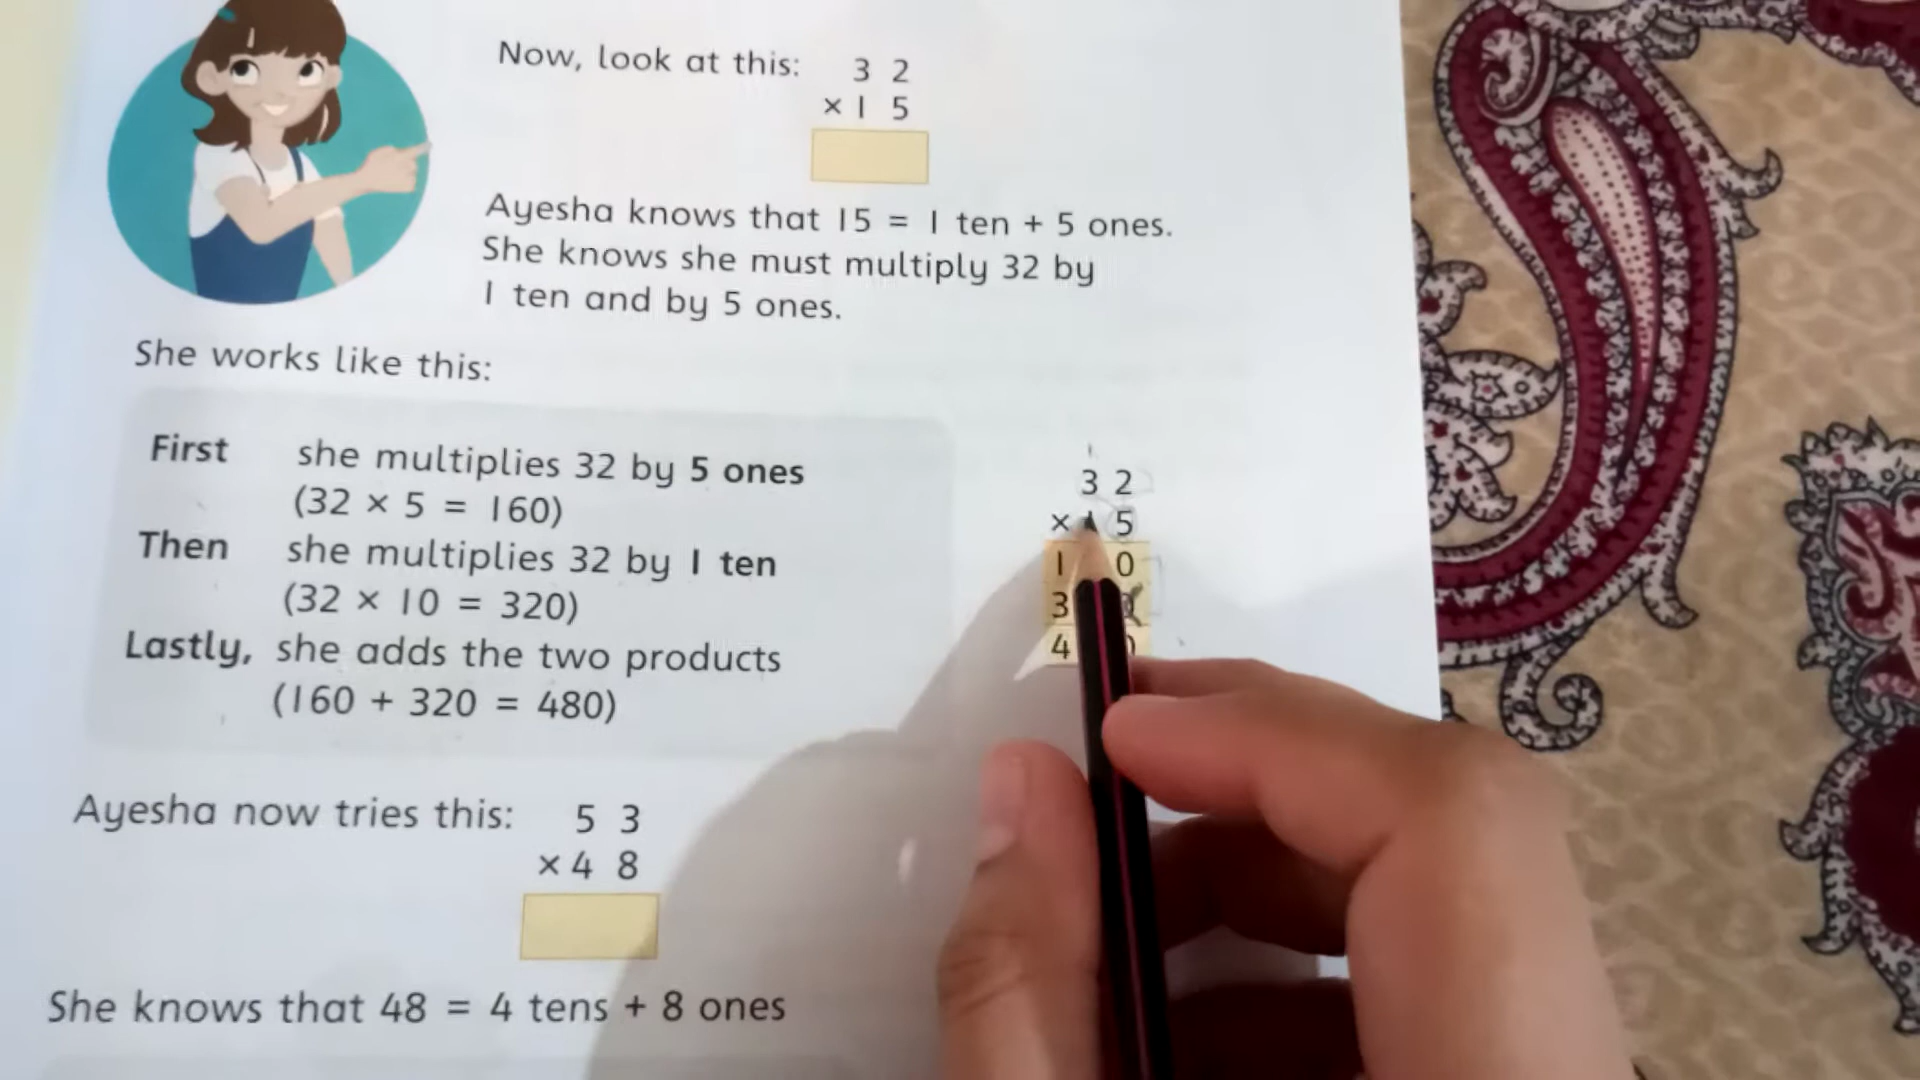 Now, look at this: 3 2
× 1 5
Ayesha knows that 15 = 1 ten + 5 ones.
She knows she must multiply 32 by
1 ten and by 5 ones.
She works like this:
First she multiplies 32 by 5 ones
(32 × 5 = 160)
Then she multiplies 32 by 1 ten
(32 × 10 = 320)
Lastly, she adds the two products
(160 + 320 = 480)
1
3 2
× 5
1 0
3
4
Ayesha now tries this: 5 3
× 4 8
She knows that 48 = 4 tens + 8 ones